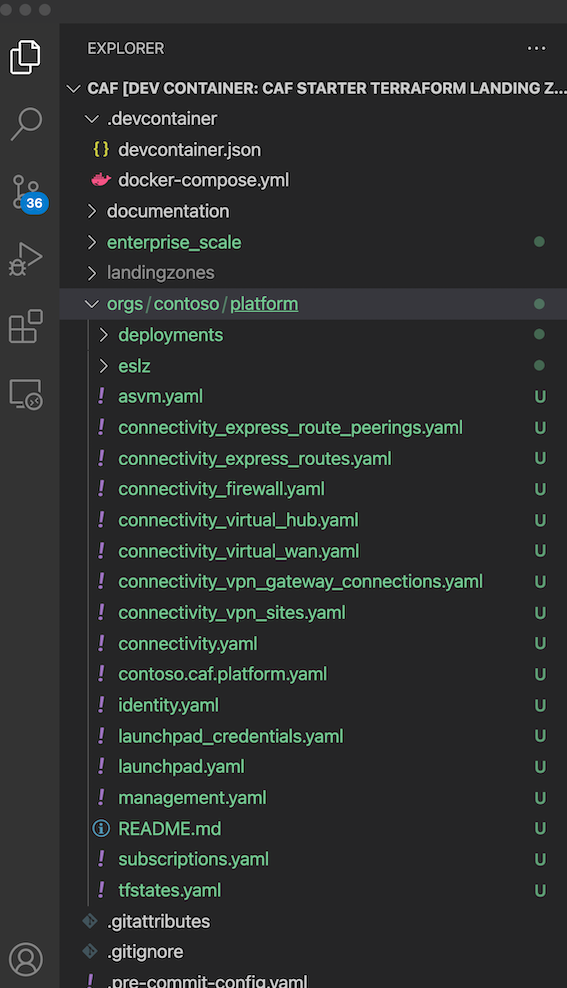 EXPLORER ...
CAF [DEV CONTAINER: CAF STARTER TERRAFORM LANDING Z...
.devcontainer
{} devcontainer.json
docker-compose.yml
36
documentation
enterprise_scale
landingzones
orgs/contoso/platform
deployments
eslz
! asvm.yaml U
! connectivity_express_route_peerings.yaml U
! connectivity_express_routes.yaml U
! connectivity_firewall.yaml U
! connectivity_virtual_hub.yaml U
! connectivity_virtual_wan.yaml U
! connectivity_vpn_gateway_connections.yaml U
! connectivity_vpn_sites.yaml U
! connectivity.yaml U
! contoso.caf.platform.yaml U
! identity.yaml U
! launchpad_credentials.yaml U
! launchpad.yaml U
! management.yaml U
README.md U
! subscriptions.yaml U
! tfstates.yaml U
.gitattributes
.gitignore
! .pre-commit-config.yaml